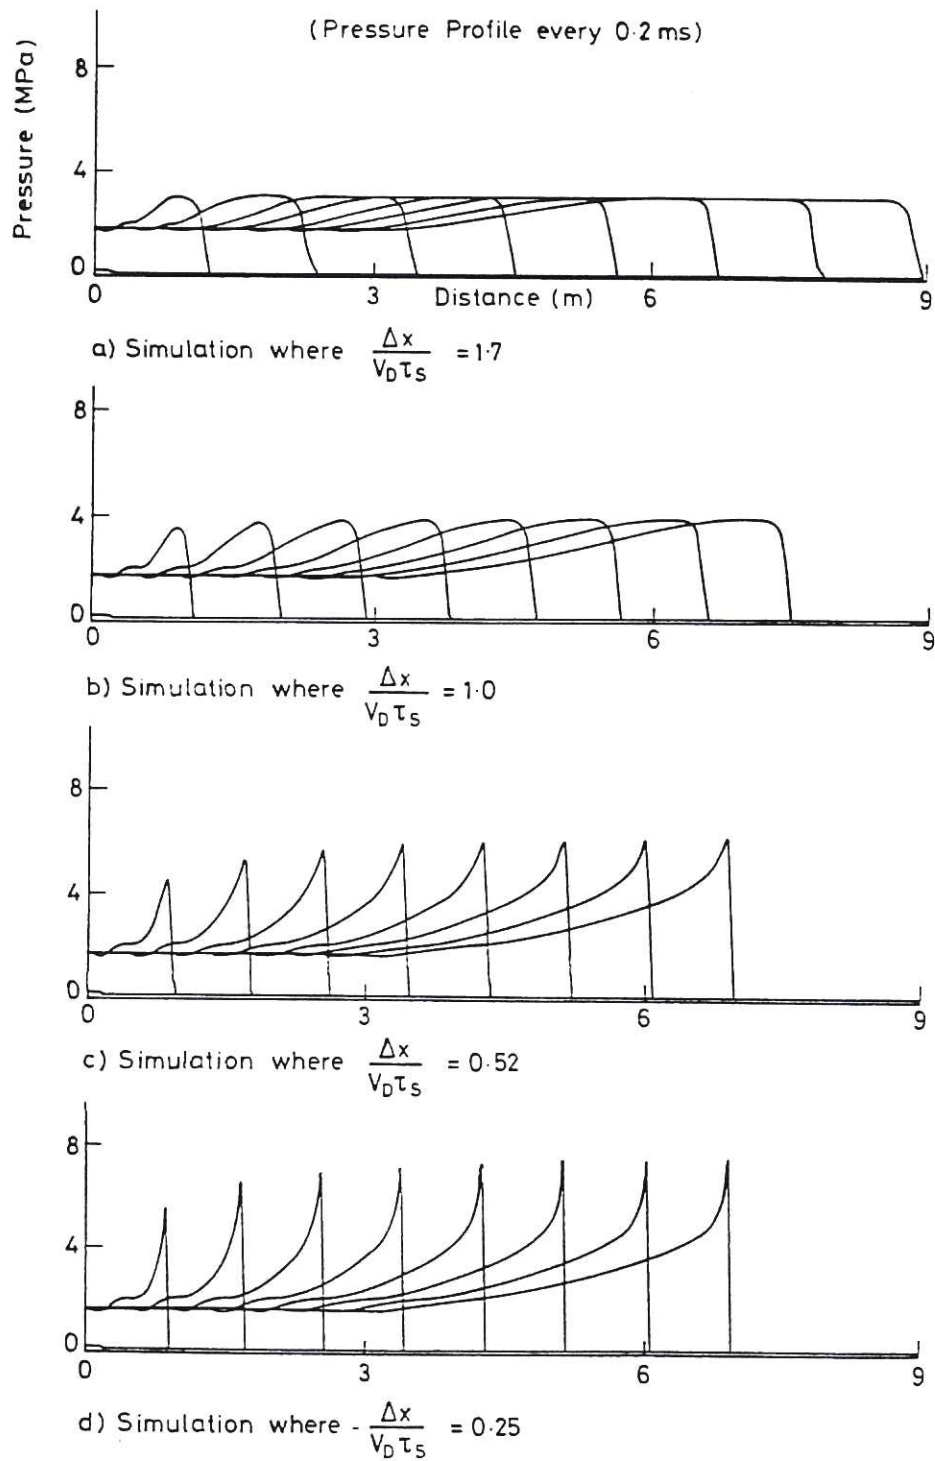 (Pressure Profile every 0·2 ms)
Pressure (MPa)
8
4
0
0 3 6 9
Distance (m)
a) Simulation where Δx / V_D τ_S = 1·7
8
4
0
0 3 6 9
b) Simulation where Δx / V_D τ_S = 1·0
8
4
0
0 3 6 9
c) Simulation where Δx / V_D τ_S = 0·52
8
4
0
0 3 6 9
d) Simulation where - Δx / V_D τ_S = 0·25